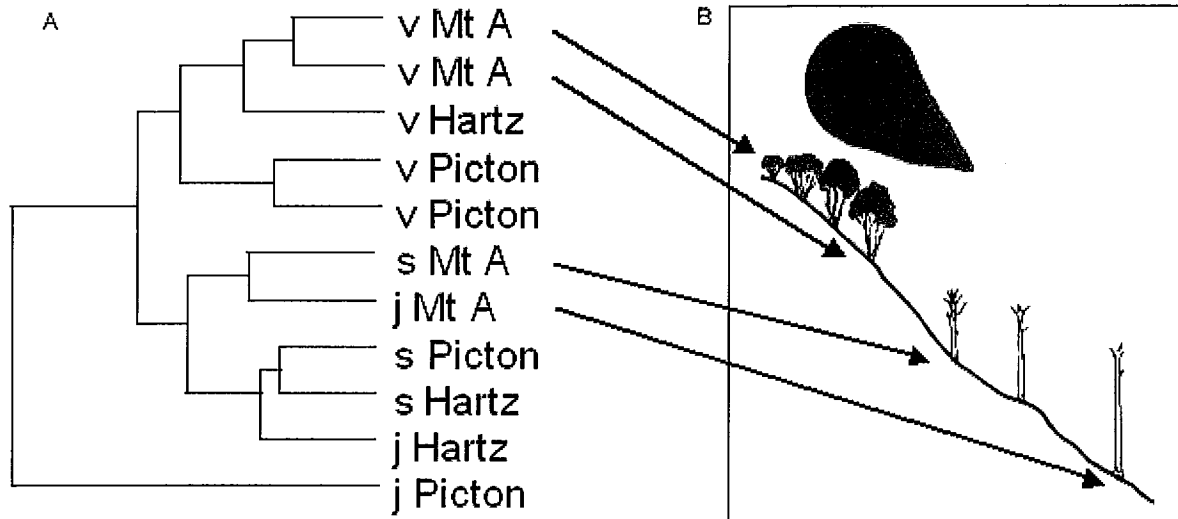 A
B
v Mt A
v Mt A
v Hartz
v Picton
v Picton
s Mt A
j Mt A
s Picton
s Hartz
j Hartz
j Picton